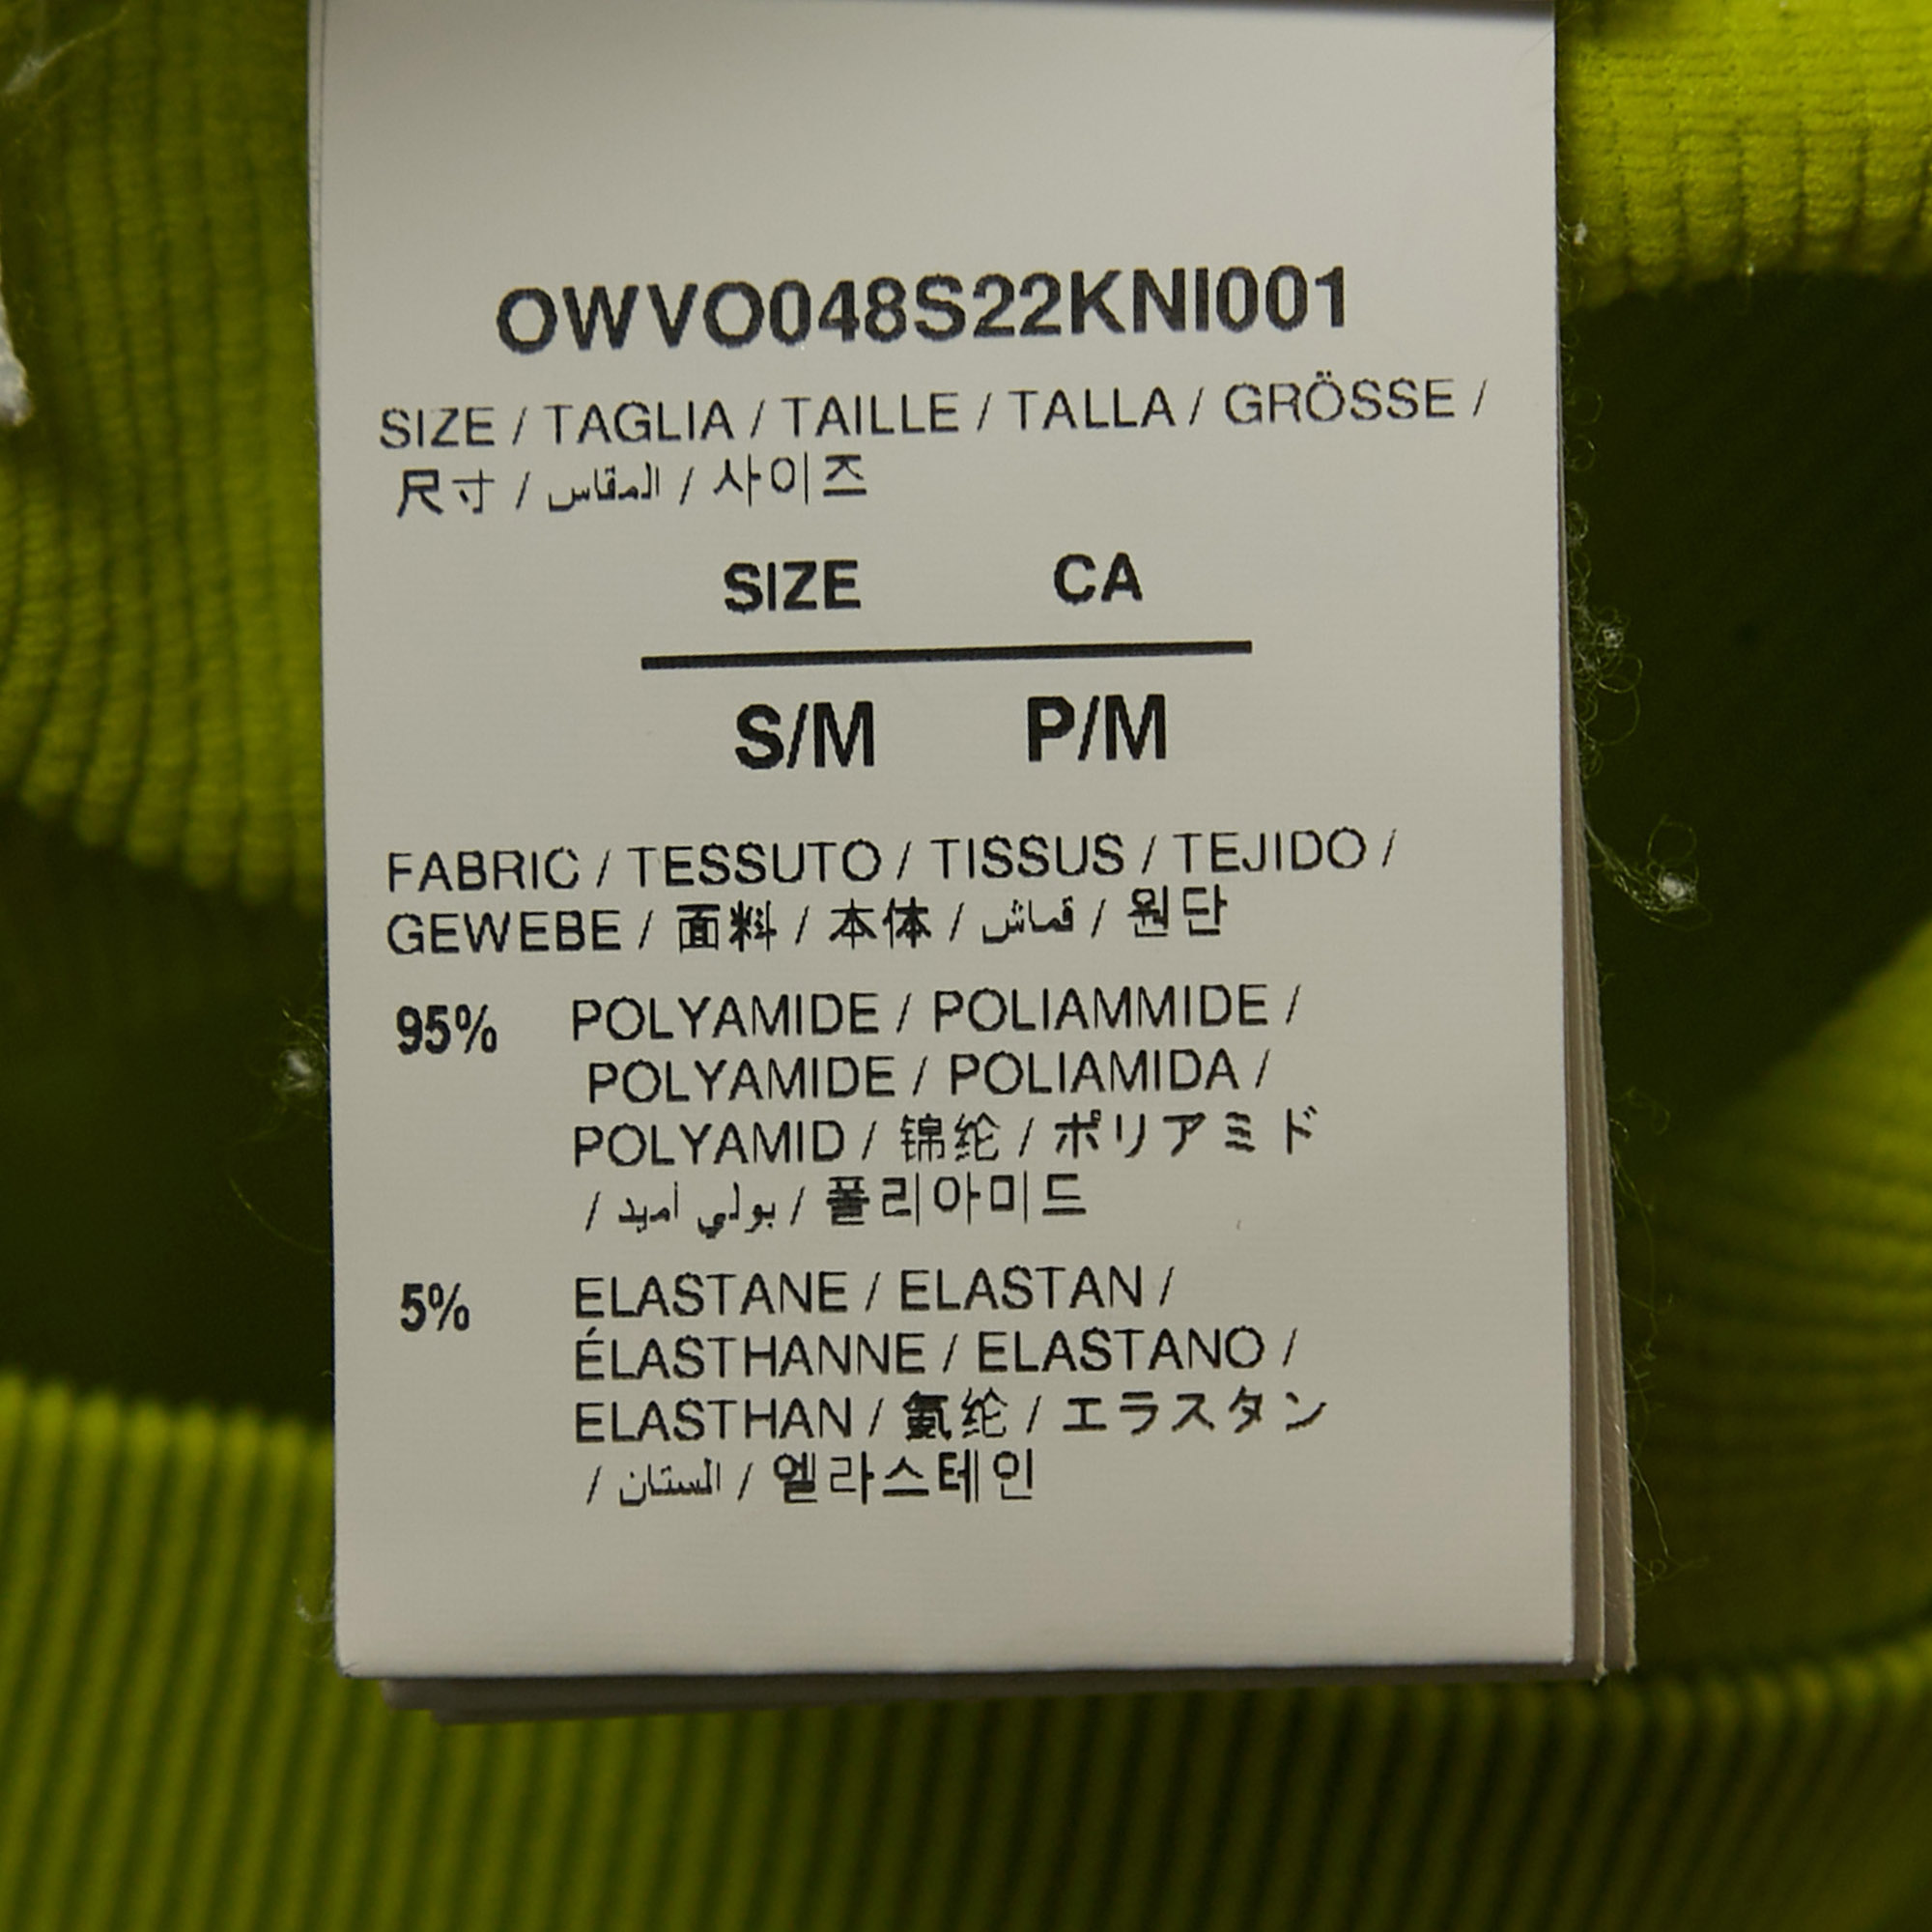 OWVO048S22KNI001
SIZE / TAGLIA / TAILLE / TALLA / GRÖSSE /
尺寸 / المقاس / 사이즈
SIZE CA
S/M P/M
FABRIC / TESSUTO / TISSUS / TEJIDO /
GEWEBE / 面料 / 本体 / قماش / 원단
95% POLYAMIDE / POLIAMMIDE /
POLYAMIDE / POLIAMIDA /
POLYAMID / 锦纶 / ポリアミド
/ بولي أميد / 폴리아미드
5% ELASTANE / ELASTAN /
ÉLASTHANNE / ELASTANO /
ELASTHAN / 氨纶 / エラスタン
/ الستان / 엘라스테인